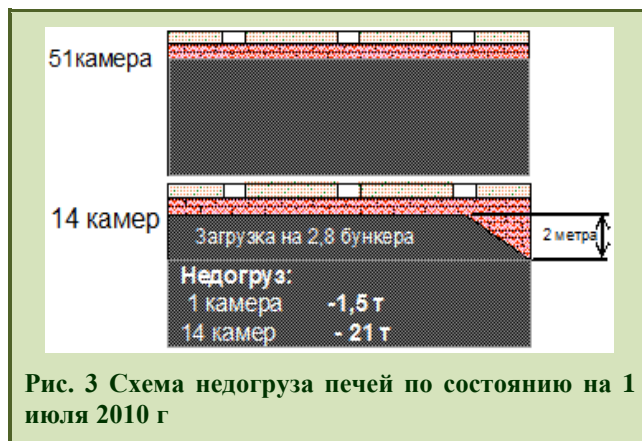 51камера
14 камер
Загрузка на 2,8 бункера
2 метра
Недогруз:
1 камера -1,5 т
14 камер - 21 т
Рис. 3 Схема недогруза печей по состоянию на 1
июля 2010 г